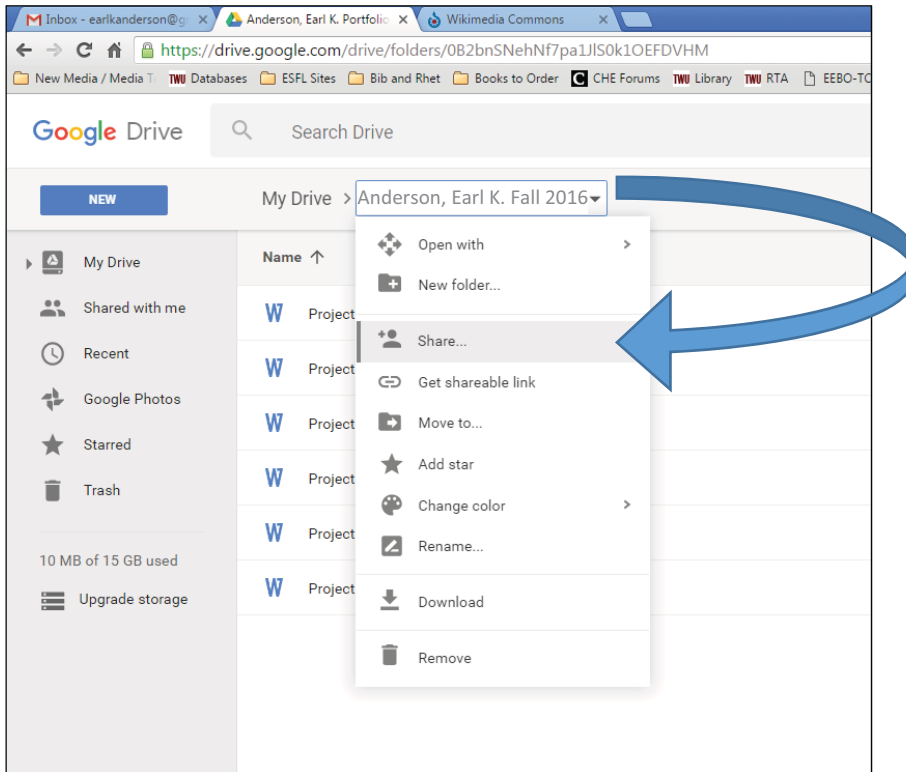 Inbox - earlkanderson@g
Anderson, Earl K. Portfolio
Wikimedia Commons
https://drive.google.com/drive/folders/0B2bnSNehNf7pa1JlS0k1OEFDVHM
New Media / Media T
TWU Databases
ESFL Sites
Bib and Rhet
Books to Order
C CHE Forums
TWU Library
TWU RTA
EEBO-TC
Google Drive
Search Drive
NEW
My Drive > Anderson, Earl K. Fall 2016
My Drive
Shared with me
Recent
Google Photos
Starred
Trash
10 MB of 15 GB used
Upgrade storage
Name
W Project
W Project
W Project
W Project
W Project
W Project
Open with
New folder...
Share...
Get shareable link
Move to...
Add star
Change color
Rename...
Download
Remove